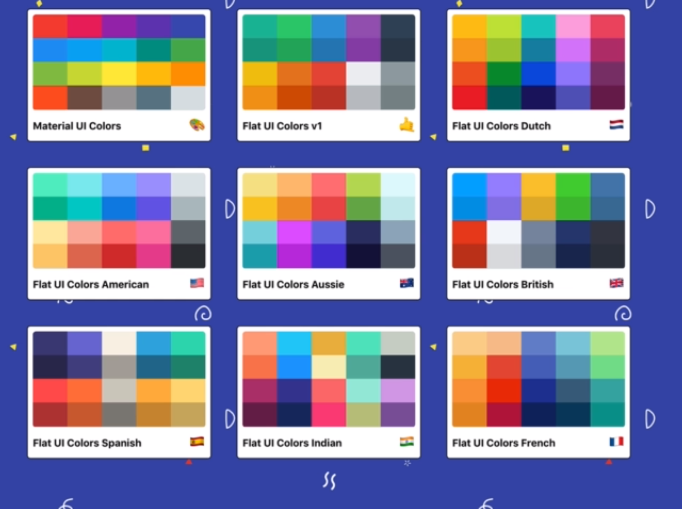 Material UI Colors
Flat UI Colors v1
Flat UI Colors Dutch
Flat UI Colors American
Flat UI Colors Aussie
Flat UI Colors British
Flat UI Colors Spanish
Flat UI Colors Indian
Flat UI Colors French